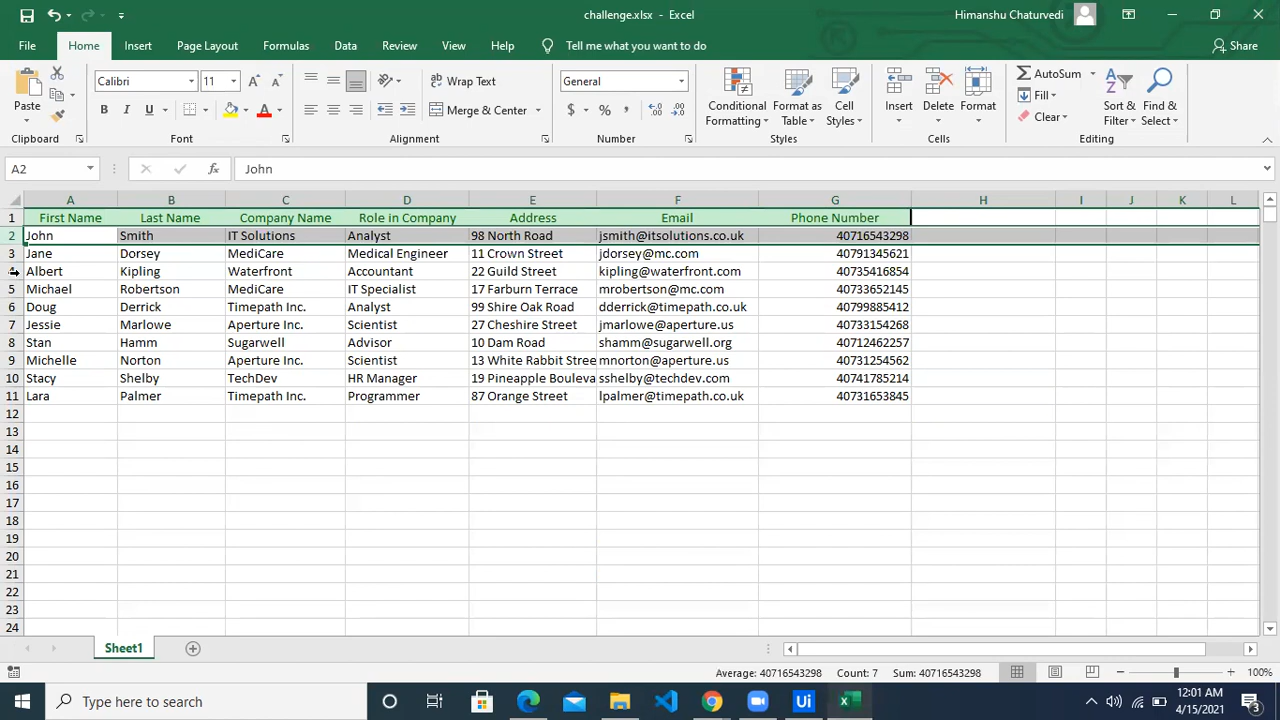 challenge.xlsx - Excel
Himanshu Chaturvedi
File Home Insert Page Layout Formulas Data Review View Help Tell me what you want to do Share
Paste Calibri 11 Wrap Text General AutoSum
B I U Merge & Center $ % Conditional Formatting Format as Table Cell Styles Insert Delete Format Fill Clear Sort & Filter Find & Select
Clipboard Font Alignment Number Styles Cells Editing
A2 fx John
A B C D E F G H I J K L
1 First Name Last Name Company Name Role in Company Address Email Phone Number
2 John Smith IT Solutions Analyst 98 North Road jsmith@itsolutions.co.uk 40716543298
3 Jane Dorsey MediCare Medical Engineer 11 Crown Street jdorsey@mc.com 40791345621
Albert Kipling Waterfront Accountant 22 Guild Street kipling@waterfront.com 40735416854
5 Michael Robertson MediCare IT Specialist 17 Farburn Terrace mrobertson@mc.com 40733652145
6 Doug Derrick Timepath Inc. Analyst 99 Shire Oak Road dderrick@timepath.co.uk 40799885412
7 Jessie Marlowe Aperture Inc. Scientist 27 Cheshire Street jmarlowe@aperture.us 40733154268
8 Stan Hamm Sugarwell Advisor 10 Dam Road shamm@sugarwell.org 40712462257
9 Michelle Norton Aperture Inc. Scientist 13 White Rabbit Stree mnorton@aperture.us 40731254562
10 Stacy Shelby TechDev HR Manager 19 Pineapple Bouleva sshelby@techdev.com 40741785214
11 Lara Palmer Timepath Inc. Programmer 87 Orange Street lpalmer@timepath.co.uk 40731653845
12
13
14
15
16
17
18
19
20
21
22
23
24
Sheet1
Average: 40716543298 Count: 7 Sum: 40716543298 100%
Type here to search Ui 12:01 AM
4/15/2021 3